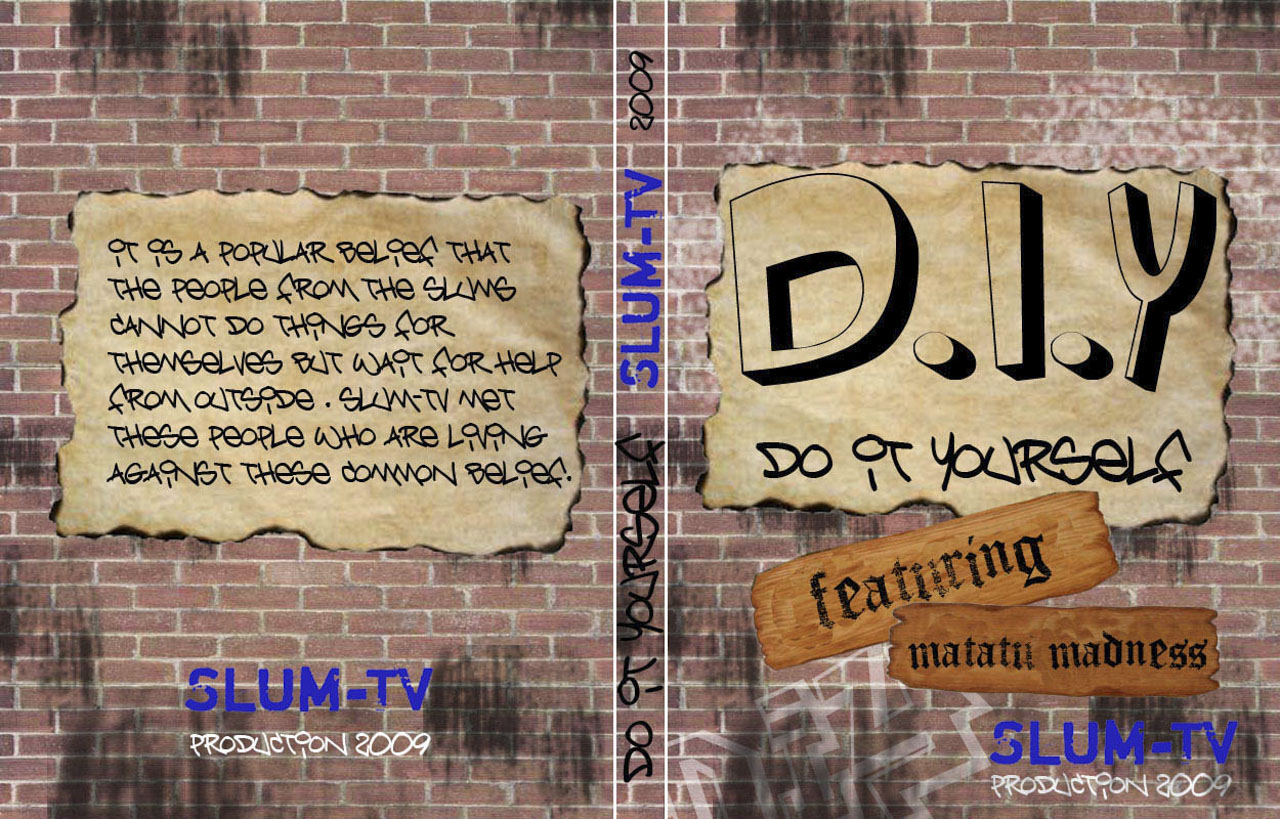 IT IS A POPULAR BELIEF THAT
THE PEOPLE FROM THE SLUMS
CANNOT DO THINGS FOR
THEMSELVES BUT WAIT FOR HELP
FROM OUTSIDE . SLUM-TV MET
THESE PEOPLE WHO ARE LIVING
AGAINST THESE COMMON BELIEF.
SLUM-TV
PRODUCTION 2009
DO IT YOURSELF SLUM-TV 2009
D.I.Y
DO IT YOURSELF
featuring
matatu madness
SLUM-TV
PRODUCTION 2009